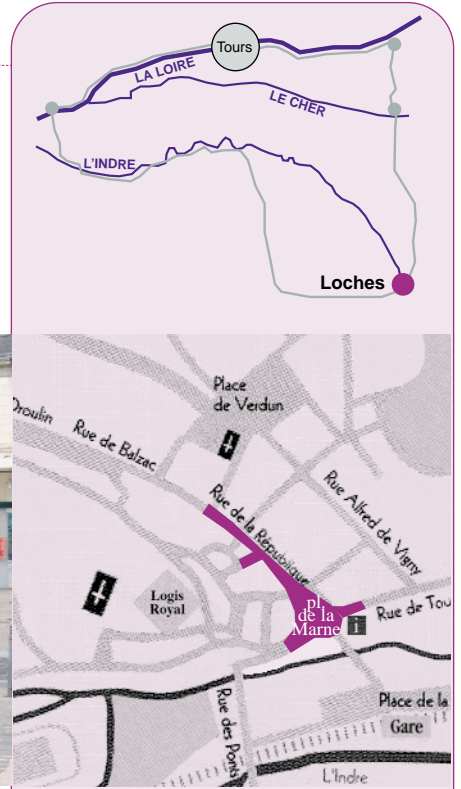 Tours
LA LOIRE
LE CHER
L'INDRE
Loches
Place
de Verdun
Droulin
Rue de Balzac
Rue de la République
Rue Alfred de Vigny
Logis
Royal
pl
de la
Marne
i
Rue de Tou
Rue des Ponts
Place de la
Gare
L'Indre